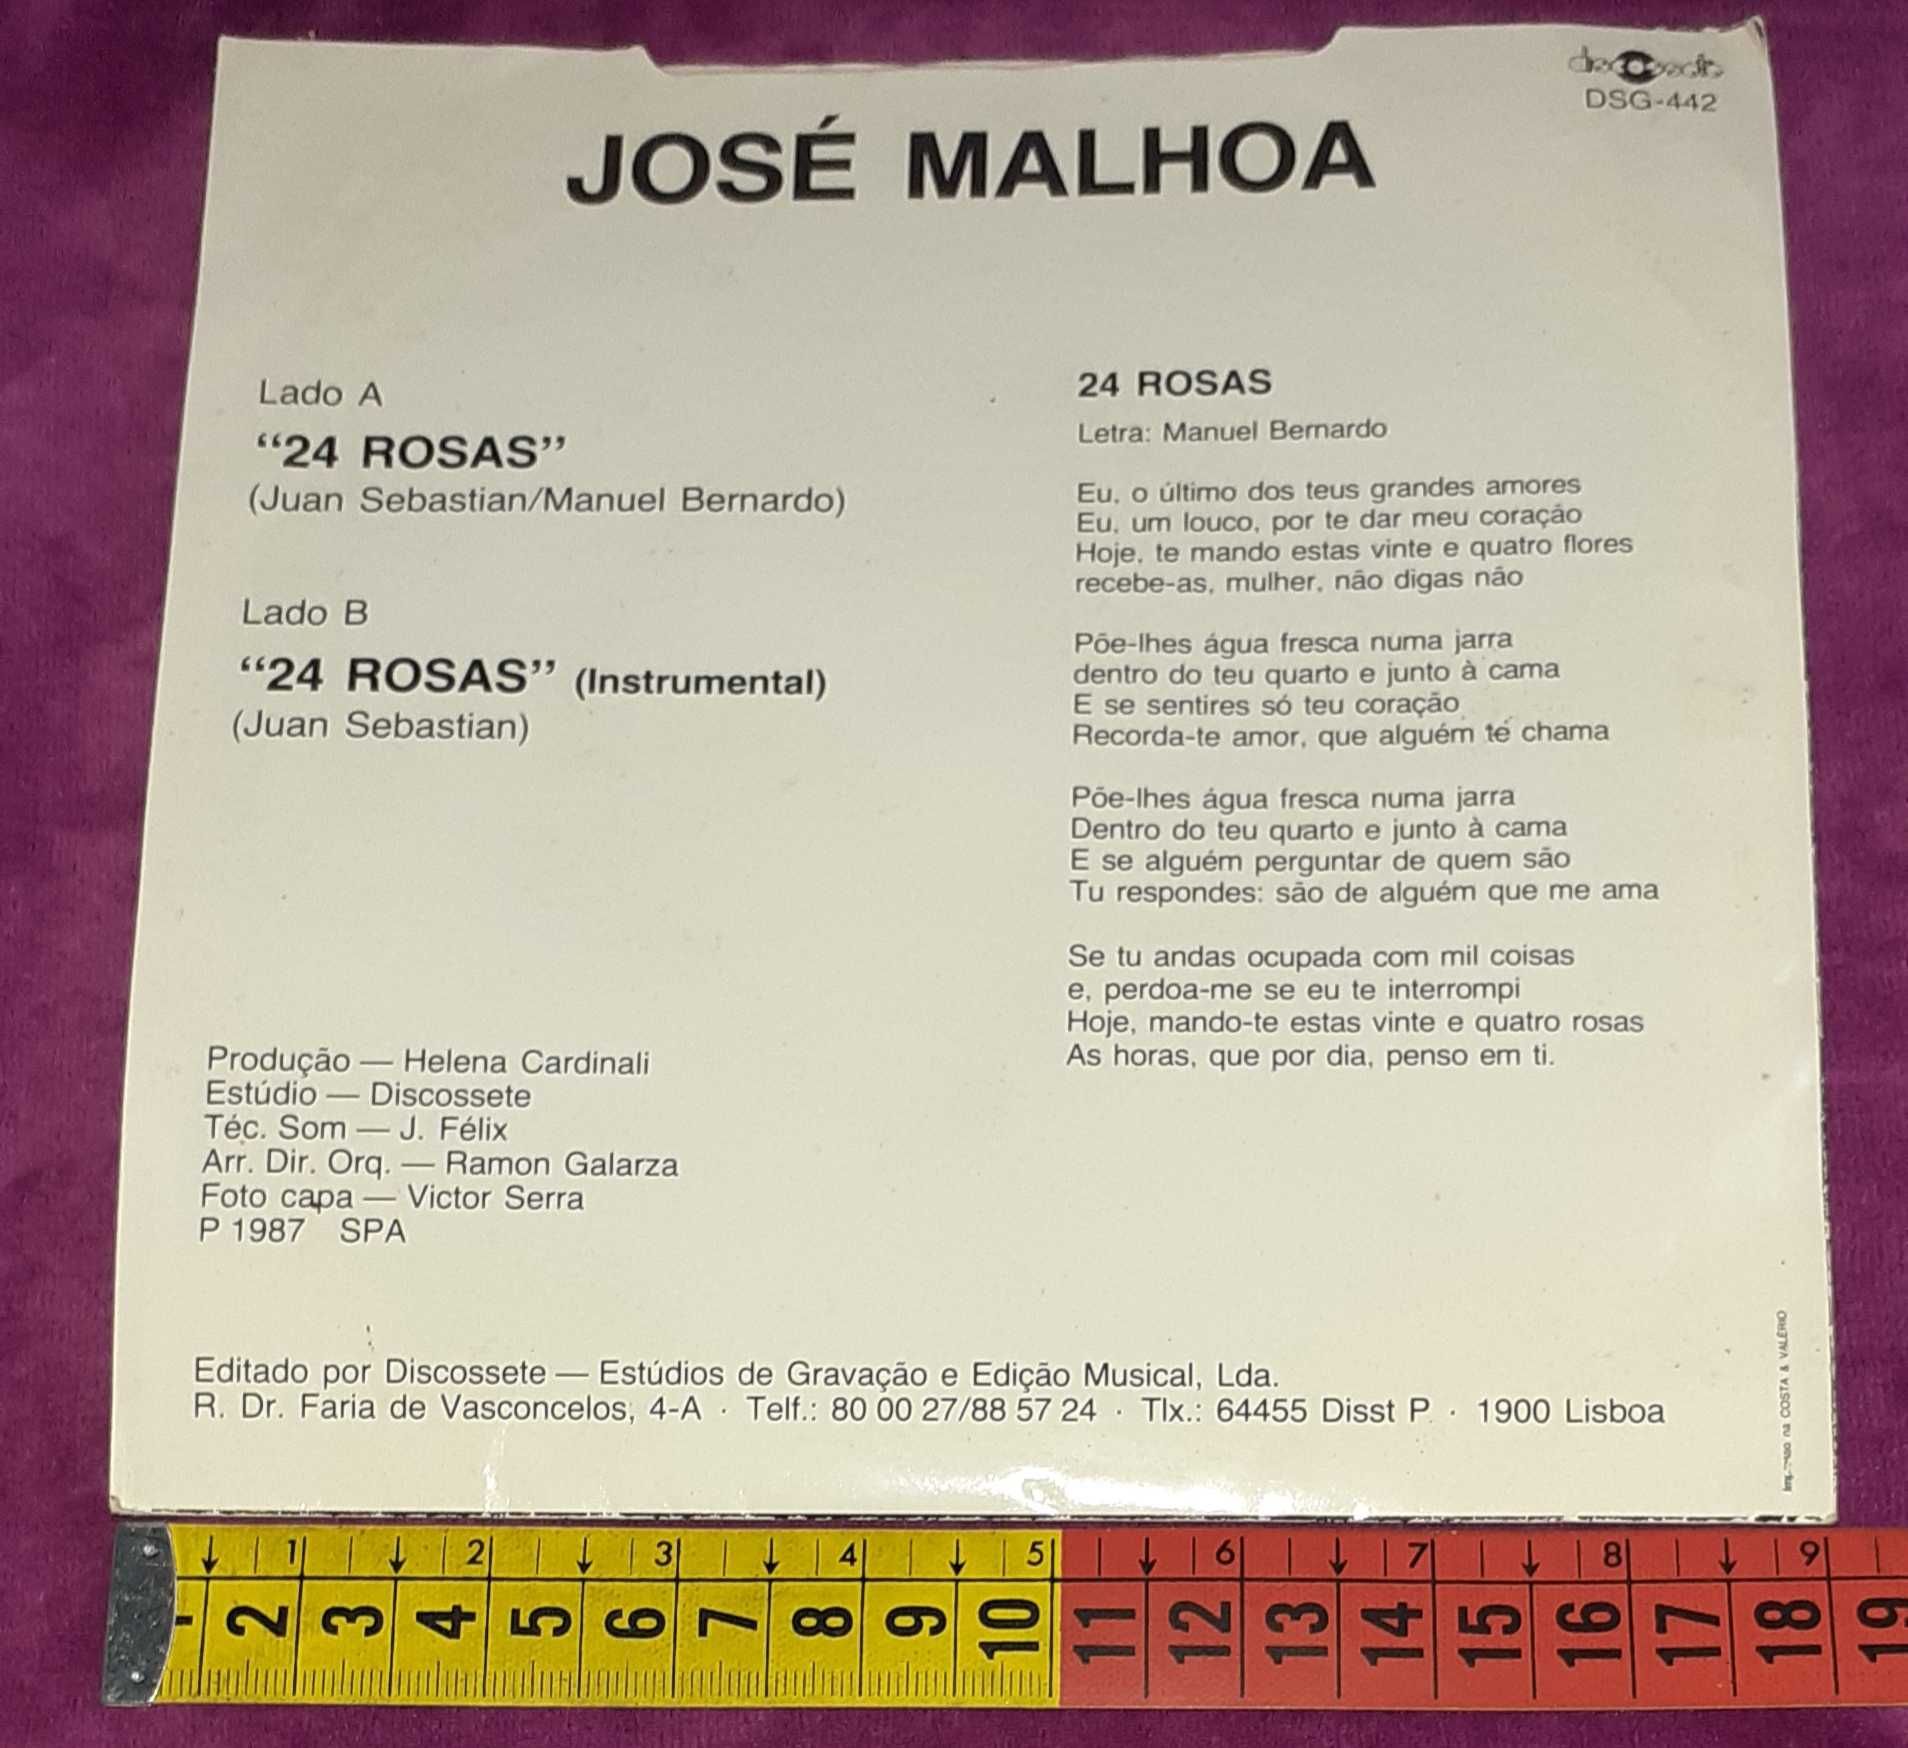 discossete
DSG-442
JOSÉ MALHOA
Lado A
“24 ROSAS”
(Juan Sebastian/Manuel Bernardo)
Lado B
“24 ROSAS” (Instrumental)
(Juan Sebastian)
Produção — Helena Cardinali
Estúdio — Discossete
Téc. Som — J. Félix
Arr. Dir. Orq. — Ramon Galarza
Foto capa — Victor Serra
P 1987 SPA
24 ROSAS
Letra: Manuel Bernardo
Eu, o último dos teus grandes amores
Eu, um louco, por te dar meu coração
Hoje, te mando estas vinte e quatro flores
recebe-as, mulher, não digas não
Põe-lhes água fresca numa jarra
dentro do teu quarto e junto à cama
E se sentires só teu coração
Recorda-te amor, que alguém te chama
Põe-lhes água fresca numa jarra
Dentro do teu quarto e junto à cama
E se alguém perguntar de quem são
Tu respondes: são de alguém que me ama
Se tu andas ocupada com mil coisas
e, perdoa-me se eu te interrompi
Hoje, mando-te estas vinte e quatro rosas
As horas, que por dia, penso em ti.
Editado por Discossete — Estúdios de Gravação e Edição Musical, Lda.
R. Dr. Faria de Vasconcelos, 4-A · Telf.: 80 00 27/88 57 24 · Tlx.: 64455 Disst P. · 1900 Lisboa
na COSTA & VALÉRIO
1 2 3 4 5 6 7 8 9
2 3 4 5 6 7 8 9 10 11 12 13 14 15 16 17 18 19